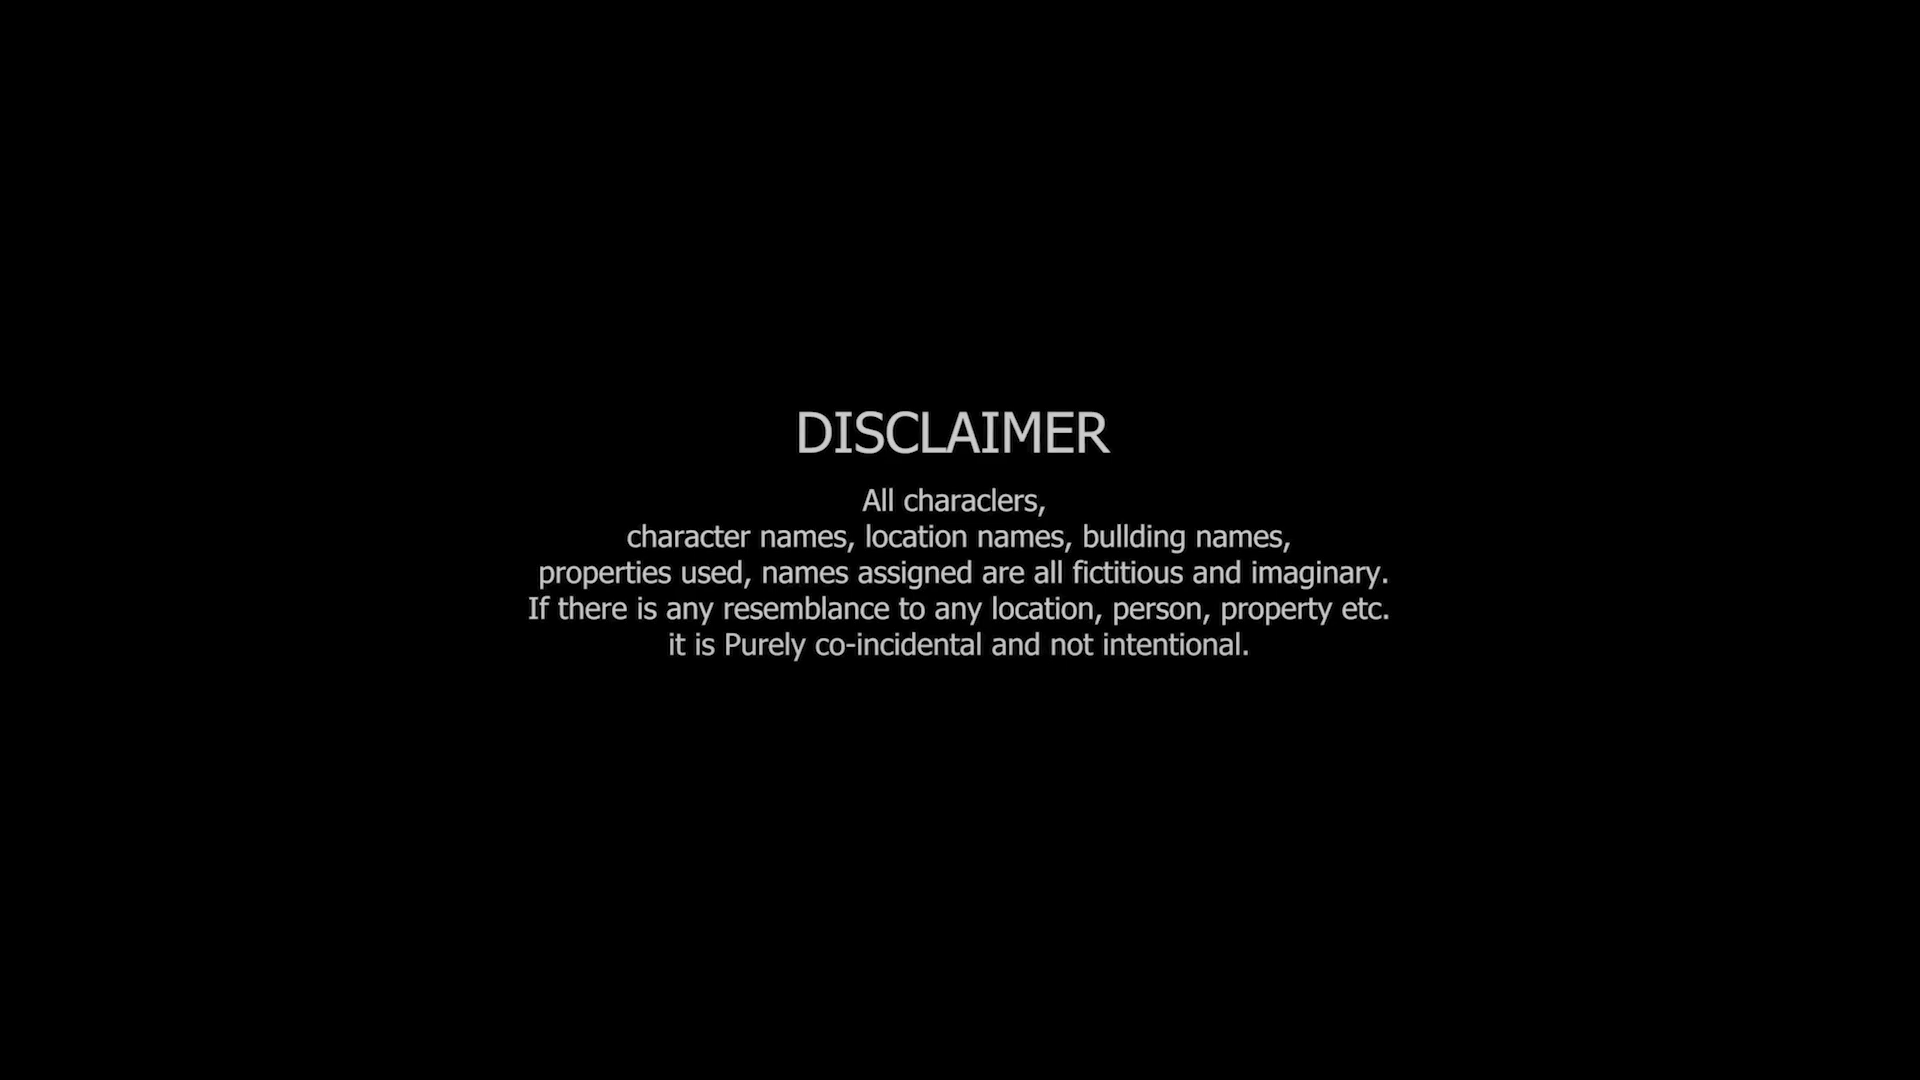 DISCLAIMER
All characlers,
character names, location names, bullding names,
properties used, names assigned are all fictitious and imaginary.
If there is any resemblance to any location, person, property etc.
it is Purely co-incidental and not intentional.